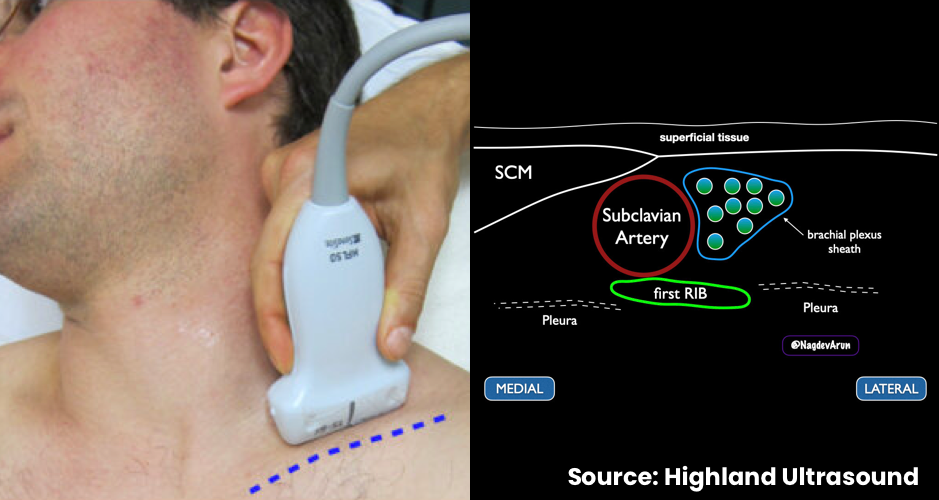 HFL50
SonoSite
superficial tissue
SCM
Subclavian
Artery
brachial plexus
sheath
first RIB
Pleura
Pleura
@NagdevArun
MEDIAL
LATERAL
Source: Highland Ultrasound